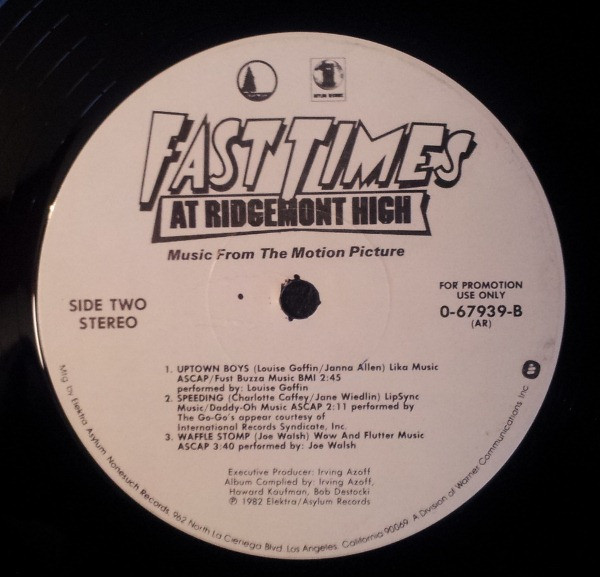 ASYLUM RECORDS
FAST TIMES
AT RIDGEMONT HIGH
Music From The Motion Picture
SIDE TWO
STEREO
FOR PROMOTION
USE ONLY
0-67939-B
(AR)
1. UPTOWN BOYS (Louise Goffin/Janna Allen) Lika Music
ASCAP/Fust Buzza Music BMI 2:45
performed by: Louise Goffin
2. SPEEDING (Charlotte Caffey/Jane Wiedlin) LipSync
Music/Daddy-Oh Music ASCAP 2:11 performed by
The Go-Go's appear courtesy of
International Records Syndicate, Inc.
3. WAFFLE STOMP (Joe Walsh) Wow And Flutter Music
ASCAP 3:40 performed by: Joe Walsh
Executive Producer: Irving Azoff
Album Complied by: Irving Azoff,
Howard Kaufman, Bob Destocki
℗ 1982 Elektra/Asylum Records
Mfg. by Elektra Asylum Nonesuch Records, 962 North La Cienega Blvd. Los Angeles, California 90069. A Division of Warner Communications, Inc.